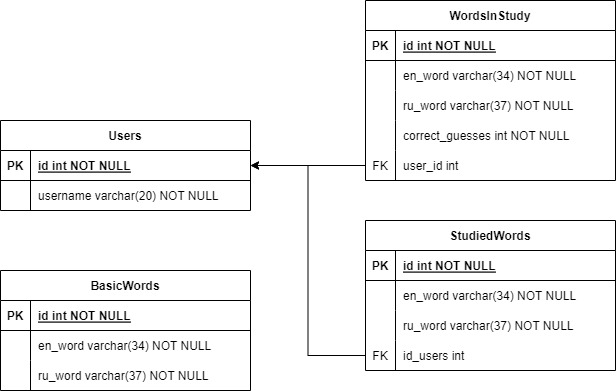 WordsInStudy
PK id int NOT NULL
en_word varchar(34) NOT NULL
ru_word varchar(37) NOT NULL
correct_guesses int NOT NULL
FK user_id int
Users
PK id int NOT NULL
username varchar(20) NOT NULL
StudiedWords
PK id int NOT NULL
en_word varchar(34) NOT NULL
ru_word varchar(37) NOT NULL
FK id_users int
BasicWords
PK id int NOT NULL
en_word varchar(34) NOT NULL
ru_word varchar(37) NOT NULL